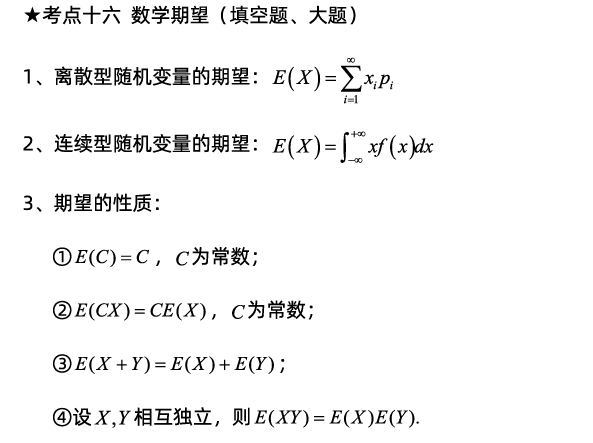 ★考点十六 数学期望（填空题、大题）
1、离散型随机变量的期望：$E(X)=\sum_{i=1}^{\infty}x_i p_i$
2、连续型随机变量的期望：$E(X)=\int_{-\infty}^{+\infty}xf(x)dx$
3、期望的性质：
①$E(C)=C$，$C$为常数；
②$E(CX)=CE(X)$，$C$为常数；
③$E(X+Y)=E(X)+E(Y)$；
④设$X,Y$相互独立，则$E(XY)=E(X)E(Y).$